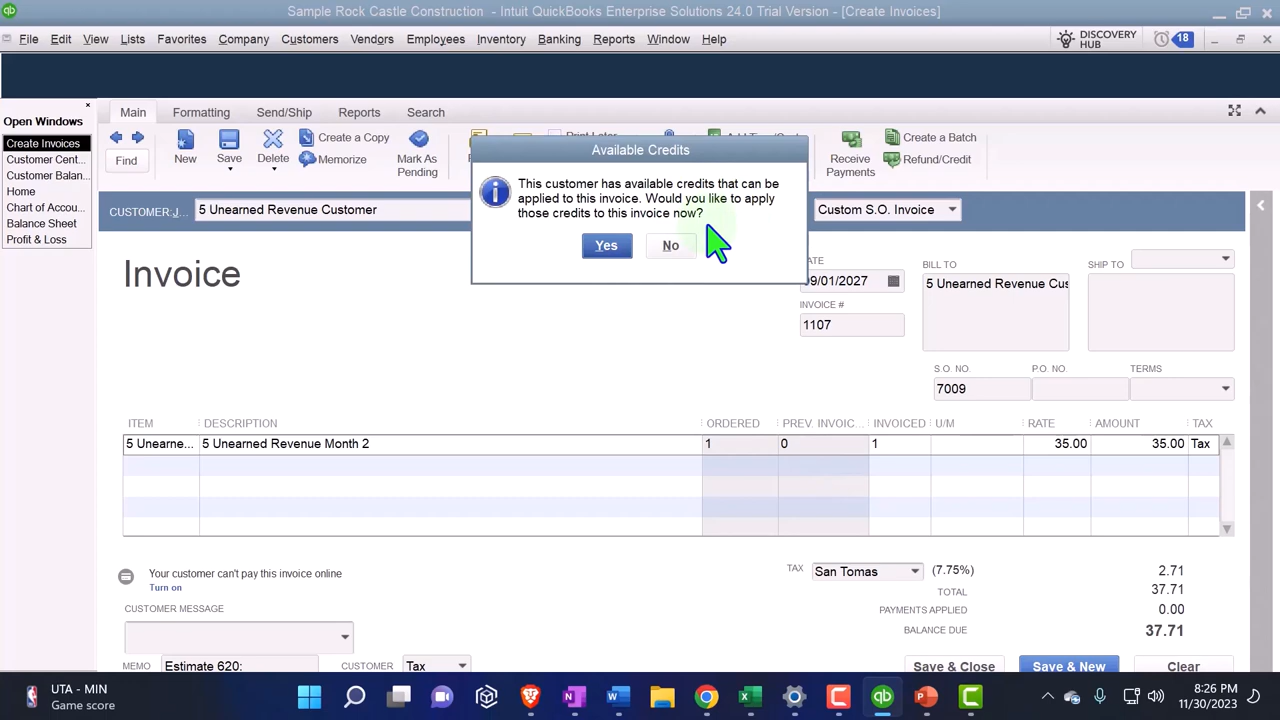 Sample Rock Castle Construction - Intuit QuickBooks Enterprise Solutions 24.0 Trial Version - [Create Invoices]
File Edit View Lists Favorites Company Customers Vendors Employees Inventory Banking Reports Window Help
DISCOVERY HUB
18
Open Windows
Create Invoices
Customer Cent...
Customer Balan...
Home
Chart of Accou...
Balance Sheet
Profit & Loss
Main Formatting Send/Ship Reports Search
Find
New
Save
Delete
Create a Copy
Memorize
Mark As Pending
Print Later
Receive Payments
Create a Batch
Refund/Credit
Available Credits
This customer has available credits that can be
applied to this invoice. Would you like to apply
those credits to this invoice now?
Yes No
CUSTOMER:J... 5 Unearned Revenue Customer
Custom S.O. Invoice
Invoice
09/01/2027
INVOICE #
1107
BILL TO
5 Unearned Revenue Cus
SHIP TO
S.O. NO. P.O. NO. TERMS
7009
ITEM DESCRIPTION ORDERED PREV. INVOIC... INVOICED U/M RATE AMOUNT TAX
5 Unearne... 5 Unearned Revenue Month 2 1 0 1 35.00 35.00 Tax
Your customer can't pay this invoice online
Turn on
TAX San Tomas (7.75%) 2.71
TOTAL 37.71
PAYMENTS APPLIED 0.00
BALANCE DUE 37.71
CUSTOMER MESSAGE
MEMO Estimate 620: CUSTOMER Tax
Save & Close Save & New Clear
UTA - MIN
Game score
8:26 PM
11/30/2023